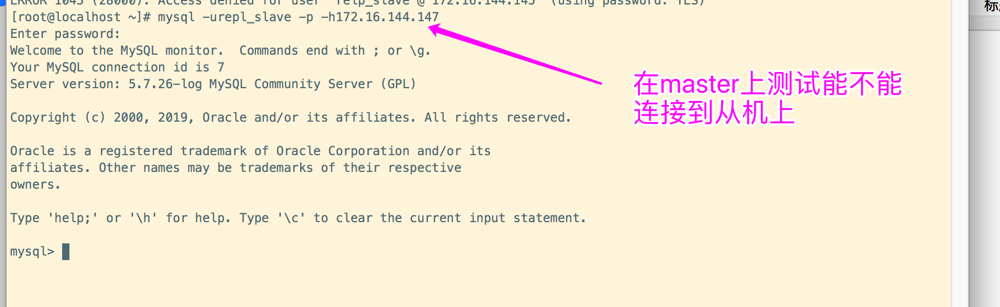 ERROR 1045 (28000): Access denied for user 'relp_slave'@'172.16.144.145' (using password: YES)
[root@localhost ~]# mysql -urepl_slave -p -h172.16.144.147
Enter password:
Welcome to the MySQL monitor.  Commands end with ; or \g.
Your MySQL connection id is 7
Server version: 5.7.26-log MySQL Community Server (GPL)
Copyright (c) 2000, 2019, Oracle and/or its affiliates. All rights reserved.
Oracle is a registered trademark of Oracle Corporation and/or its
affiliates. Other names may be trademarks of their respective
owners.
Type 'help;' or '\h' for help. Type '\c' to clear the current input statement.
mysql>
在master上测试能不能
连接到从机上